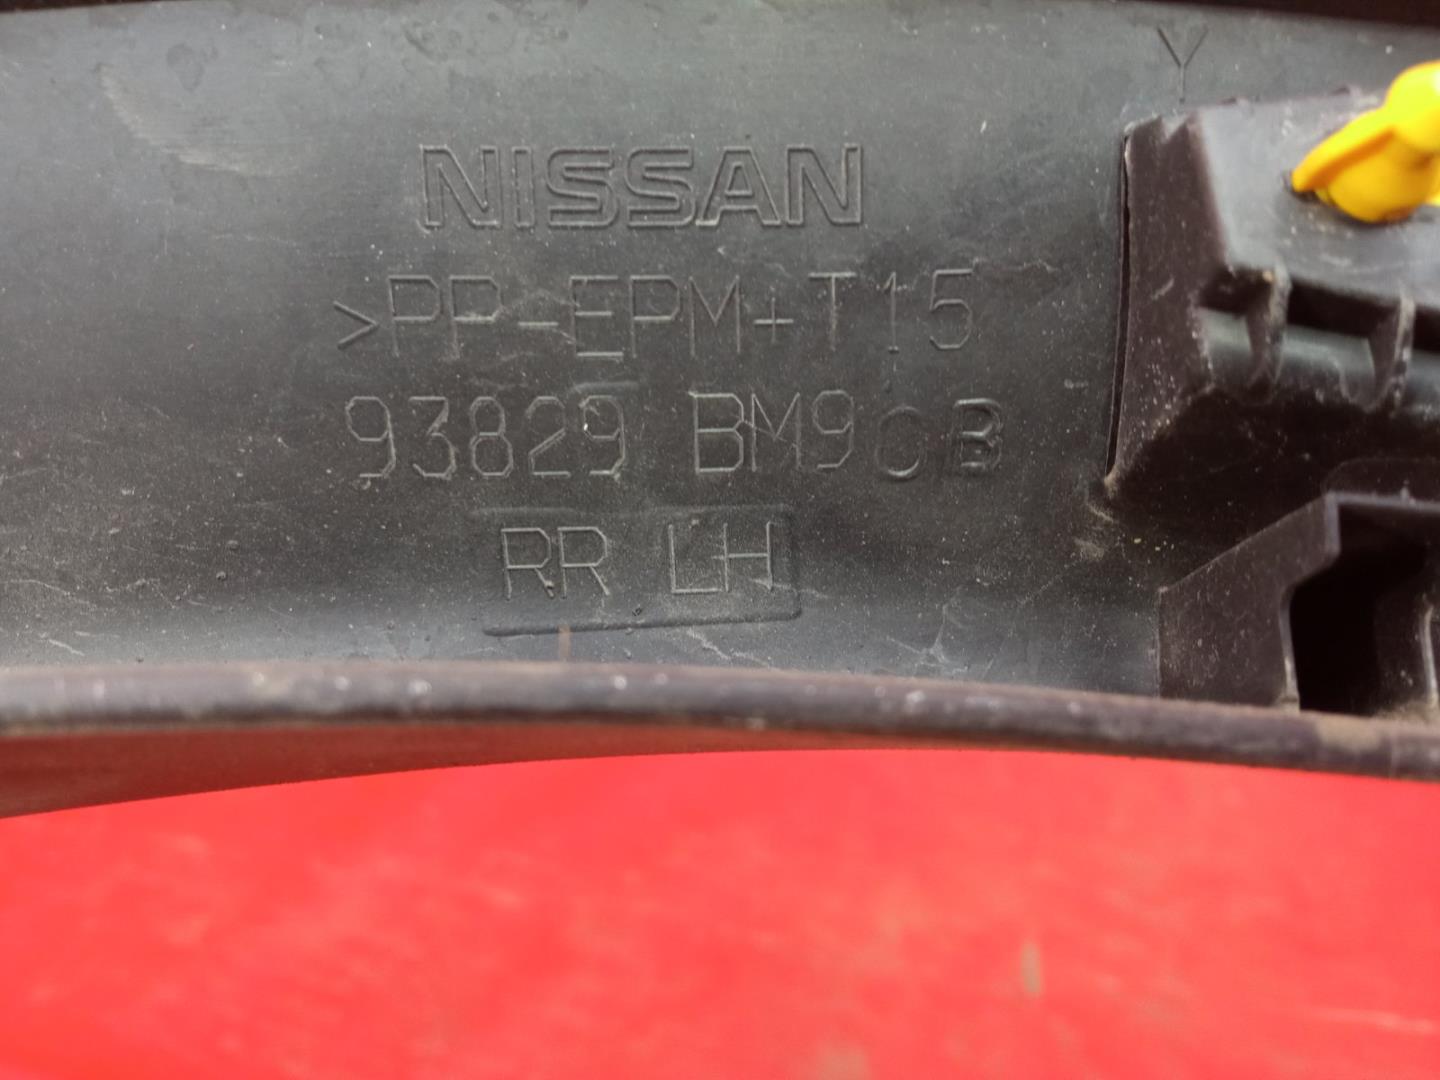 Y
NISSAN
>PP-EPM+T15
93829 BM90B
RR LH